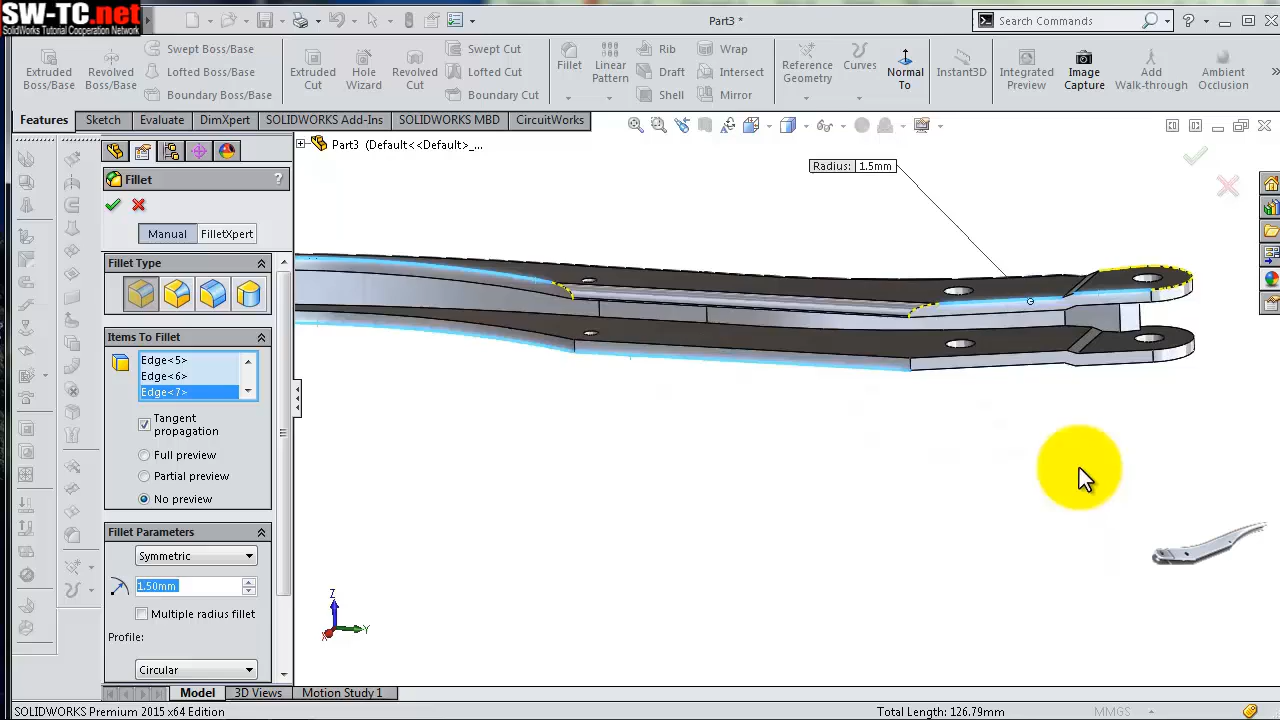 SW-TC.net
SolidWorks Tutorial Cooperation Network
Part3 *
Search Commands
Extruded Boss/Base
Revolved Boss/Base
Swept Boss/Base
Lofted Boss/Base
Boundary Boss/Base
Extruded Cut
Hole Wizard
Revolved Cut
Swept Cut
Lofted Cut
Boundary Cut
Fillet
Linear Pattern
Rib
Draft
Shell
Wrap
Intersect
Mirror
Reference Geometry
Curves
Normal To
Instant3D
Integrated Preview
Image Capture
Add Walk-through
Ambient Occlusion
Features
Sketch
Evaluate
DimXpert
SOLIDWORKS Add-Ins
SOLIDWORKS MBD
CircuitWorks
Part3 (Default<<Default>_...
Radius: 1.5mm
Fillet
?
Manual
FilletXpert
Fillet Type
Items To Fillet
Edge<5>
Edge<6>
Edge<7>
Tangent
propagation
Full preview
Partial preview
No preview
Fillet Parameters
Symmetric
1.50mm
Multiple radius fillet
Profile:
Circular
Z
Y
X
Model
3D Views
Motion Study 1
SOLIDWORKS Premium 2015 x64 Edition
Total Length: 126.79mm
MMGS